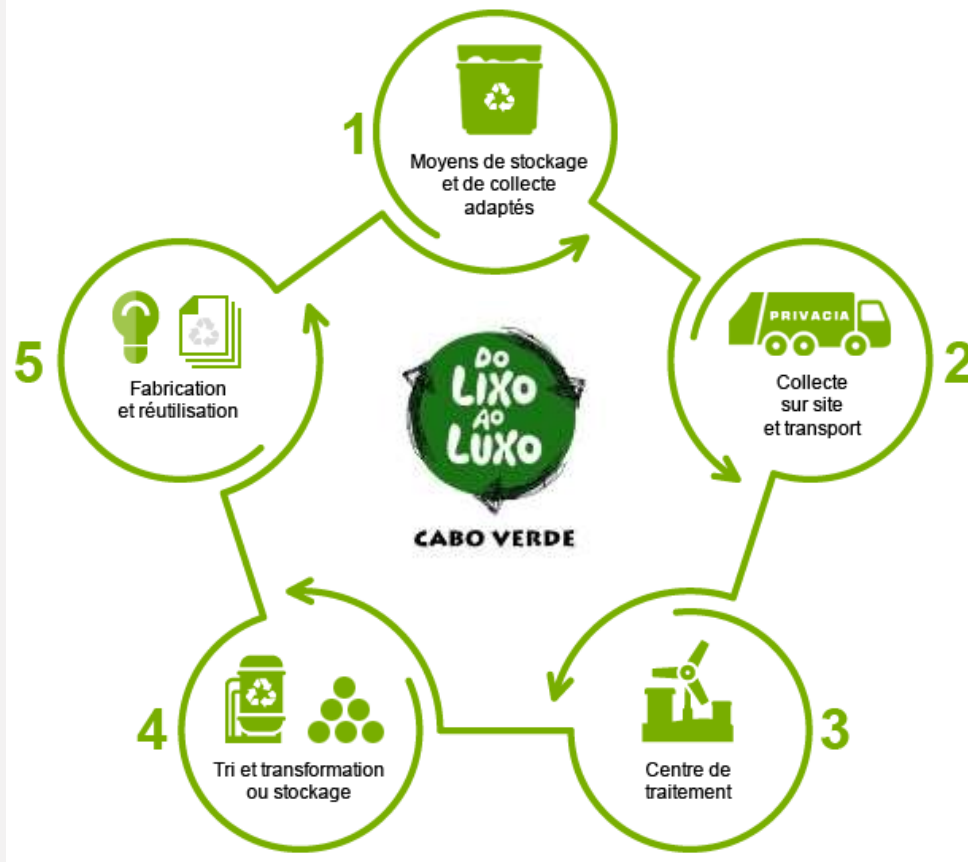 1
Moyens de stockage
et de collecte
adaptés
2
PRIVACIA
Collecte
sur site
et transport
3
Centre de
traitement
4
Tri et transformation
ou stockage
5
Fabrication
et réutilisation
DO
LIXO
AO
LUXO
CABO VERDE